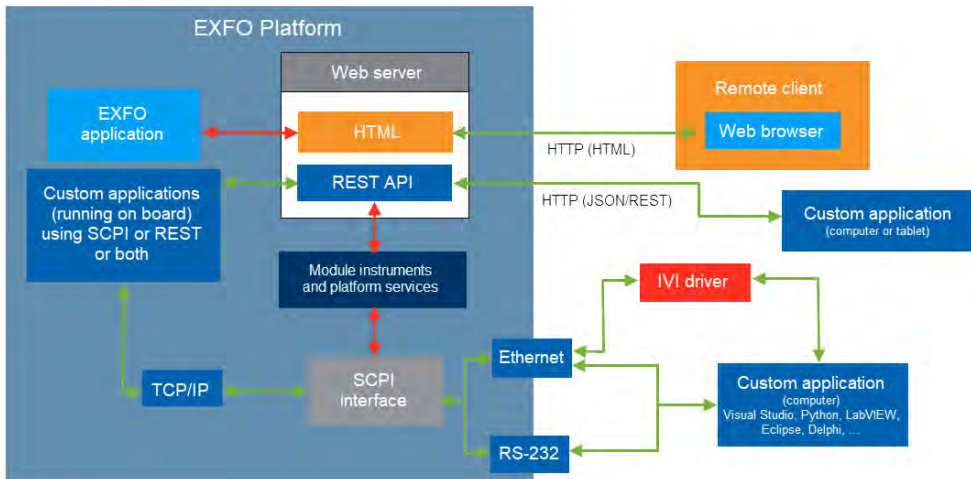 EXFO Platform
Web server
EXFO
application
HTML
Remote client
Web browser
HTTP (HTML)
REST API
Custom applications
(running on board)
using SCPI or REST
or both
HTTP (JSON/REST)
Custom application
(computer or tablet)
Module instruments
and platform services
IVI driver
Ethernet
TCP/IP
SCPI
interface
Custom application
(computer)
Visual Studio, Python, LabVIEW,
Eclipse, Delphi, ...
RS-232